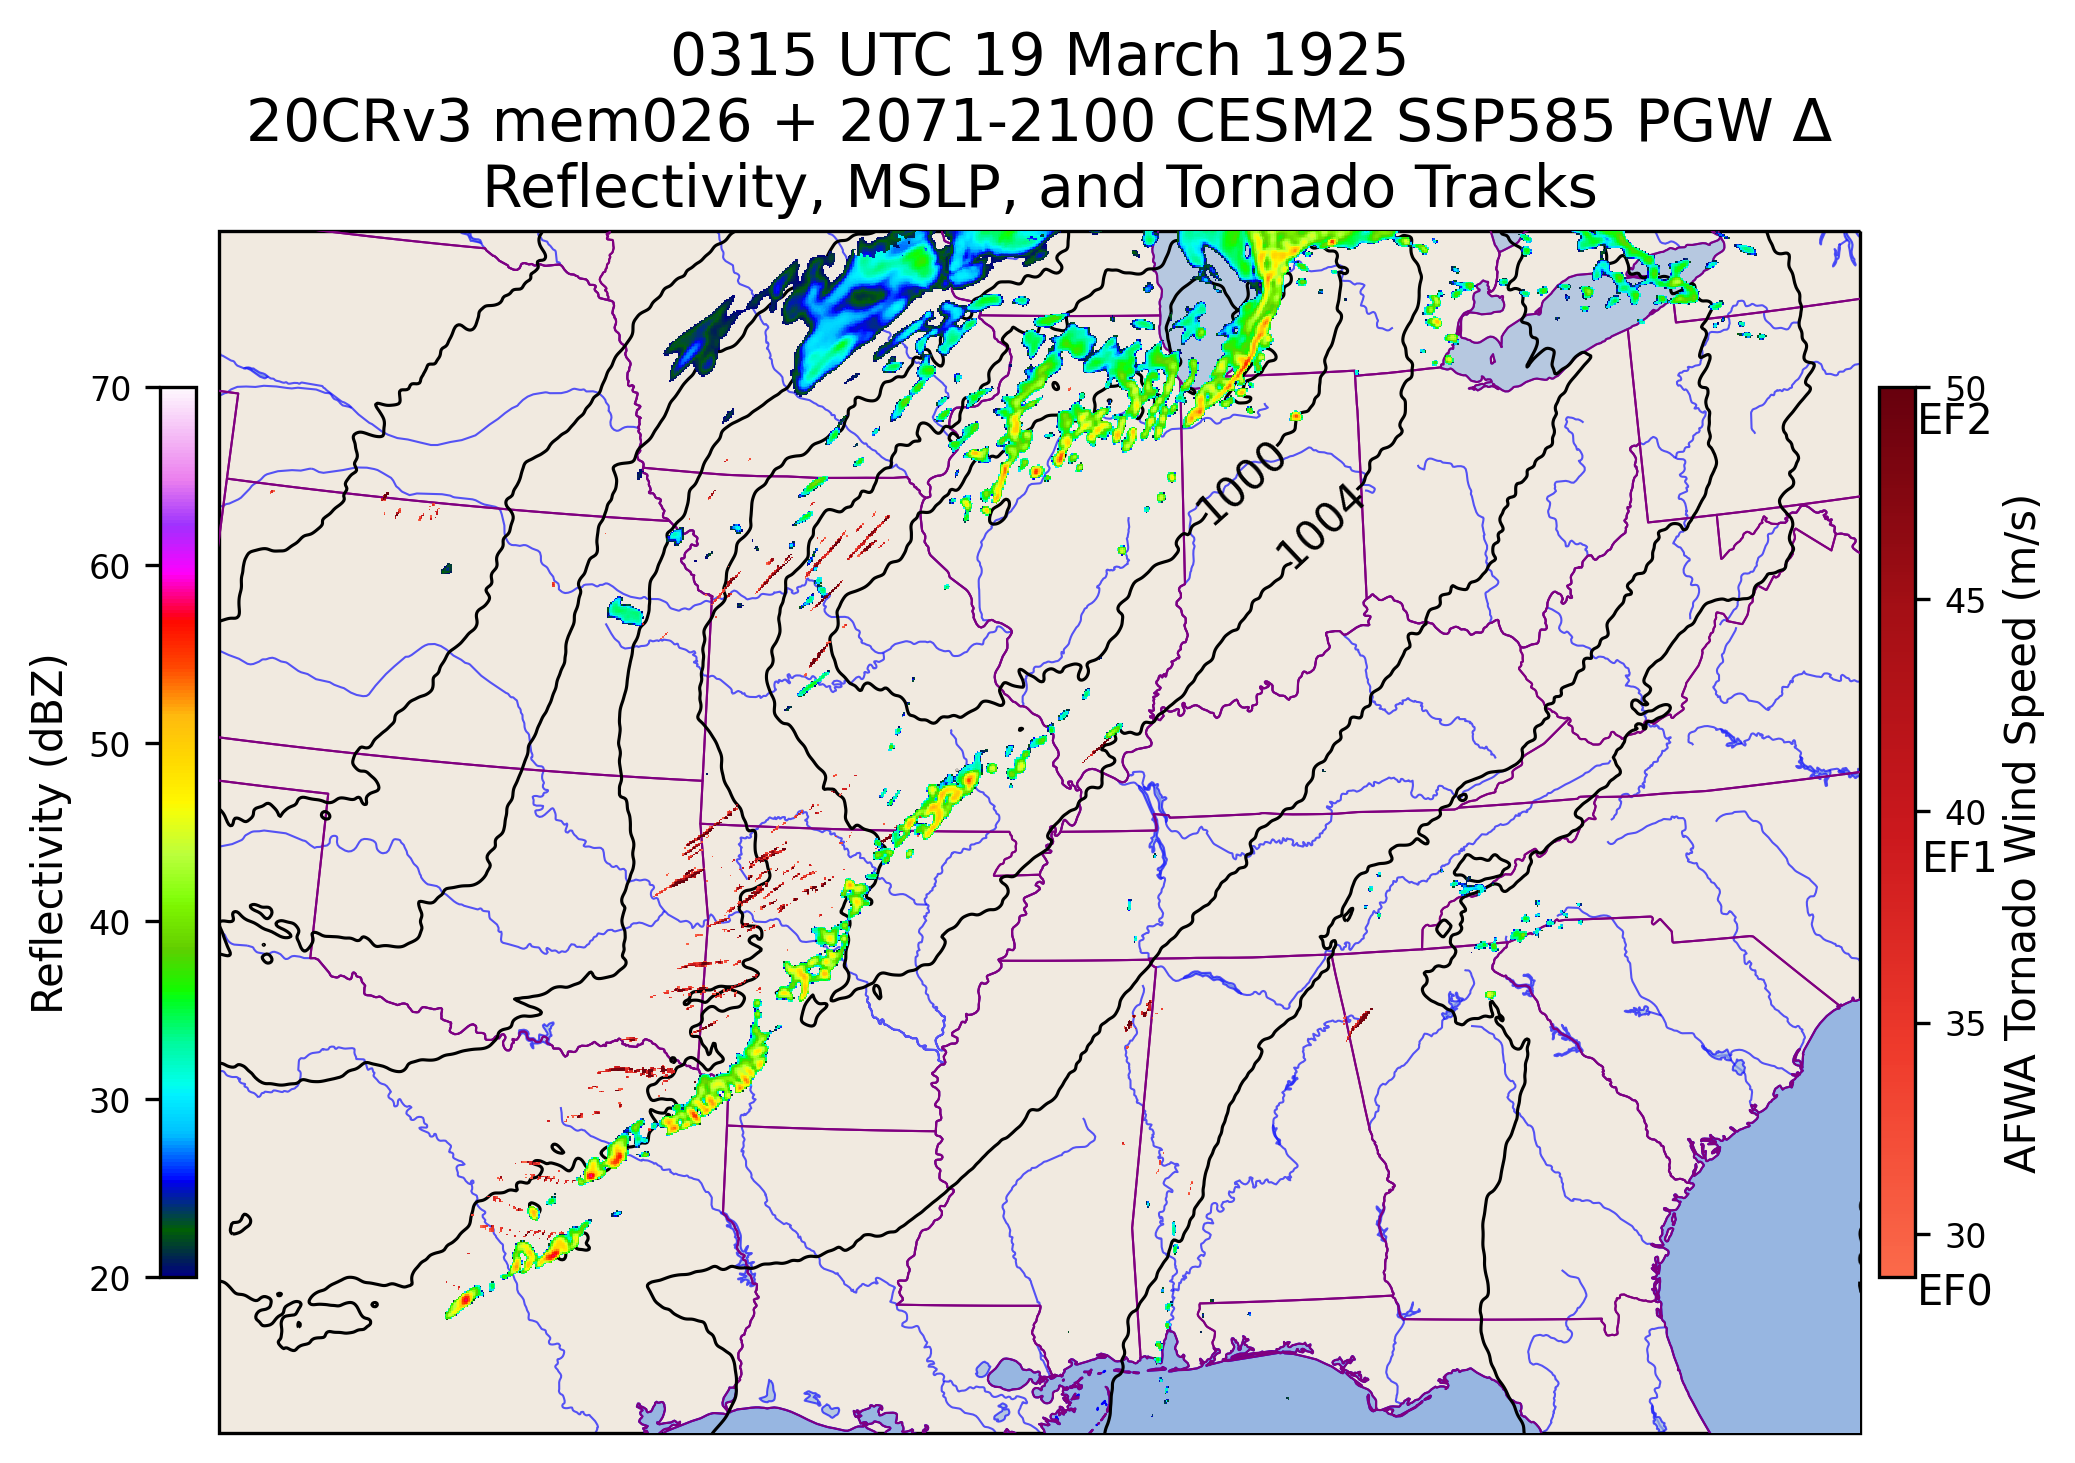 0315 UTC 19 March 1925
20CRv3 mem026 + 2071-2100 CESM2 SSP585 PGW Δ
Reflectivity, MSLP, and Tornado Tracks
Reflectivity (dBZ)
70
60
50
40
30
20
1000
1004
50
EF2
45
40
EF1
35
30
EF0
AFWA Tornado Wind Speed (m/s)